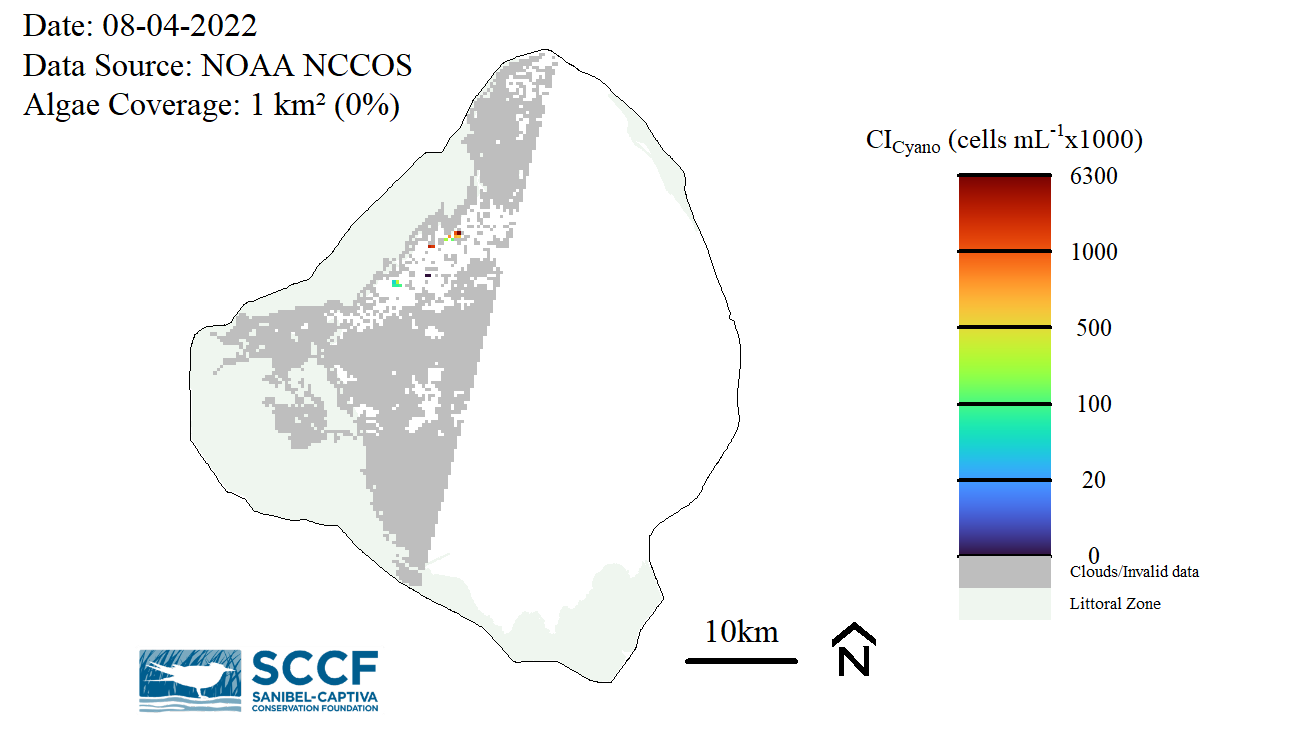 Date: 08-04-2022
Data Source: NOAA NCCOS
Algae Coverage: 1 km² (0%)
CICyano (cells mL-1x1000)
6300
1000
500
100
20
0
Clouds/Invalid data
Littoral Zone
10km
N
SCCF
SANIBEL-CAPTIVA
CONSERVATION FOUNDATION